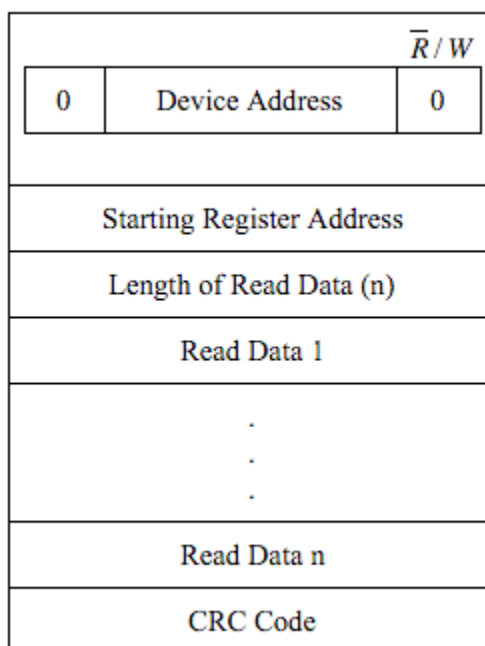 R̅ / W
0 Device Address 0
Starting Register Address
Length of Read Data (n)
Read Data 1
.
.
.
Read Data n
CRC Code